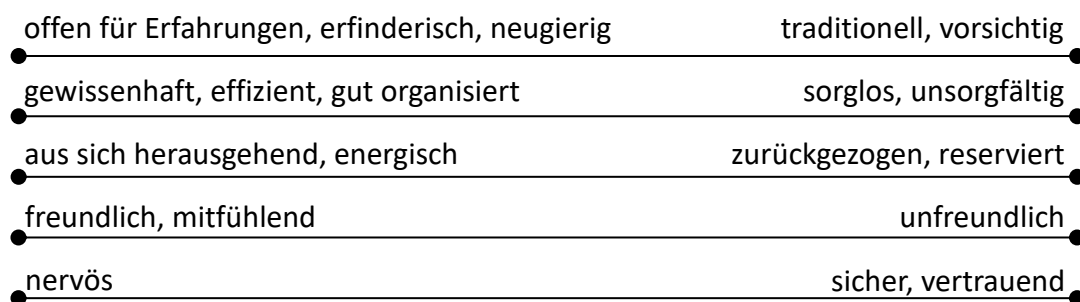 offen für Erfahrungen, erfinderisch, neugierig traditionell, vorsichtig
gewissenhaft, effizient, gut organisiert sorglos, unsorgfältig
aus sich herausgehend, energisch zurückgezogen, reserviert
freundlich, mitfühlend unfreundlich
nervös sicher, vertrauend